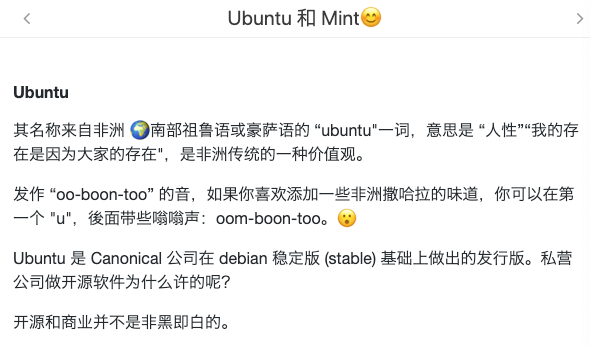 Ubuntu 和 Mint😊
Ubuntu
其名称来自非洲 🌍南部祖鲁语或豪萨语的 “ubuntu"一词，意思是 “人性”“我的存
在是因为大家的存在"，是非洲传统的一种价值观。
发作 “oo-boon-too” 的音，如果你喜欢添加一些非洲撒哈拉的味道，你可以在第
一个 "u"，後面带些嗡嗡声：oom-boon-too。😮
Ubuntu 是 Canonical 公司在 debian 稳定版 (stable) 基础上做出的发行版。私营
公司做开源软件为什么许的呢？
开源和商业并不是非黑即白的。